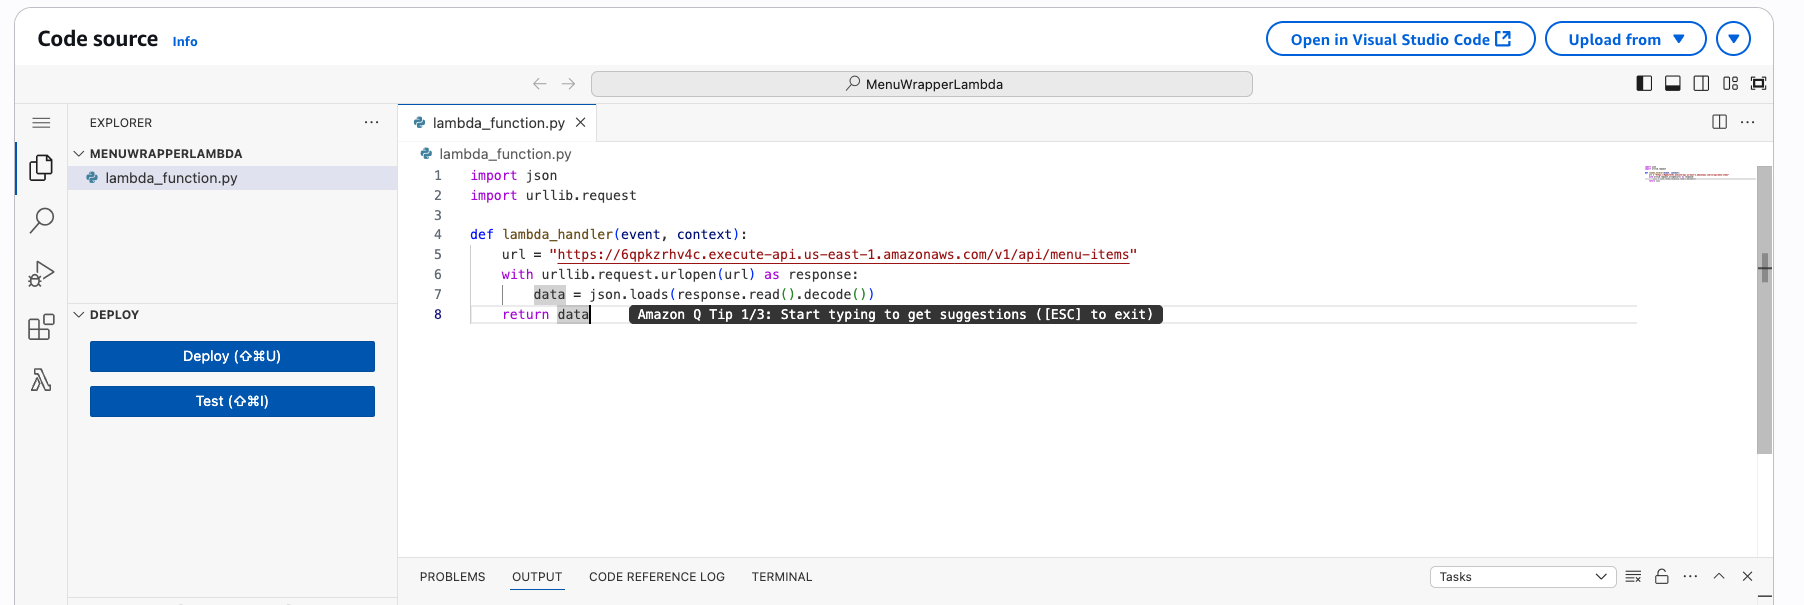 Code source Info
Open in Visual Studio Code
Upload from
MenuWrapperLambda
EXPLORER
MENUWRAPPERLAMBDA
lambda_function.py
DEPLOY
Deploy (⇧⌘U)
Test (⇧⌘I)
lambda_function.py
lambda_function.py
1 import json
2 import urllib.request
3
4 def lambda_handler(event, context):
5 url = "https://6qpkzrhv4c.execute-api.us-east-1.amazonaws.com/v1/api/menu-items"
6 with urllib.request.urlopen(url) as response:
7 data = json.loads(response.read().decode())
8 return data Amazon Q Tip 1/3: Start typing to get suggestions ([ESC] to exit)
PROBLEMS OUTPUT CODE REFERENCE LOG TERMINAL
Tasks